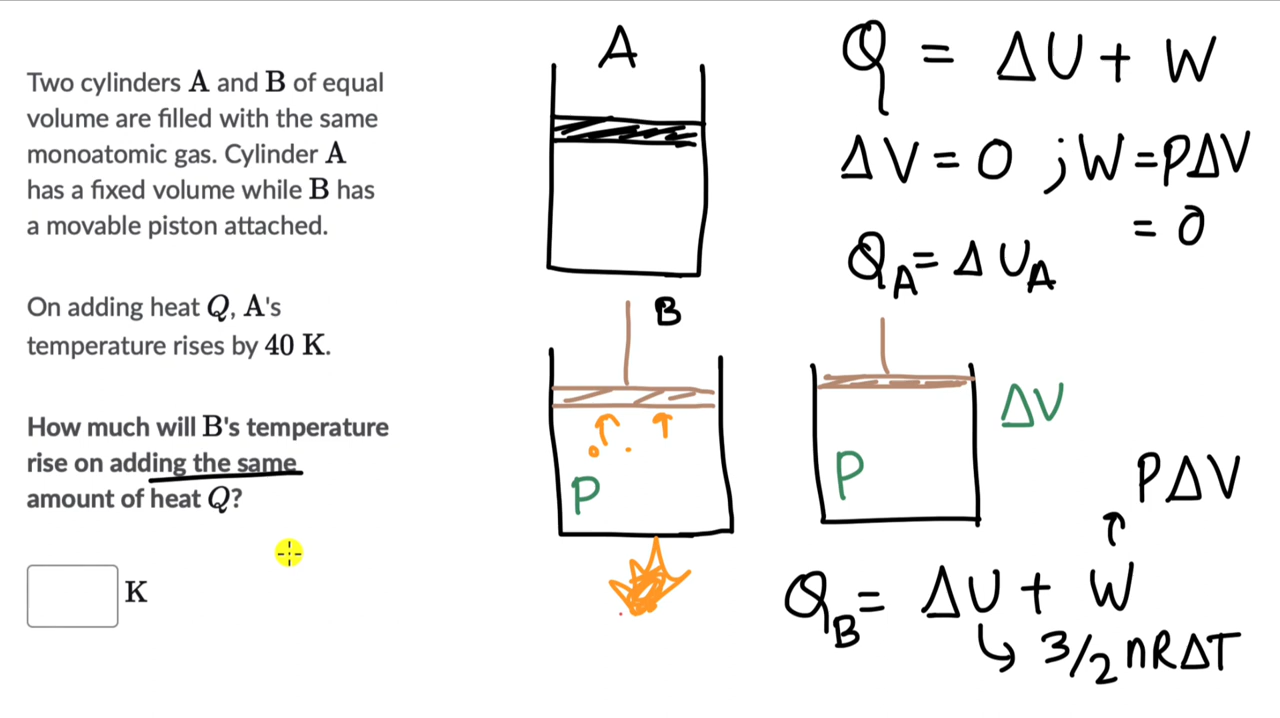 Two cylinders A and B of equal
volume are filled with the same
monoatomic gas. Cylinder A
has a fixed volume while B has
a movable piston attached.
On adding heat Q, A's
temperature rises by 40 K.
How much will B's temperature
rise on adding the same
amount of heat Q?
K
A
B
P
P
ΔV
Q = ΔU + W
ΔV = 0 ; W = PΔV
= 0
Q_A = ΔU_A
PΔV
Q_B = ΔU + W
↳ 3/2 nRΔT